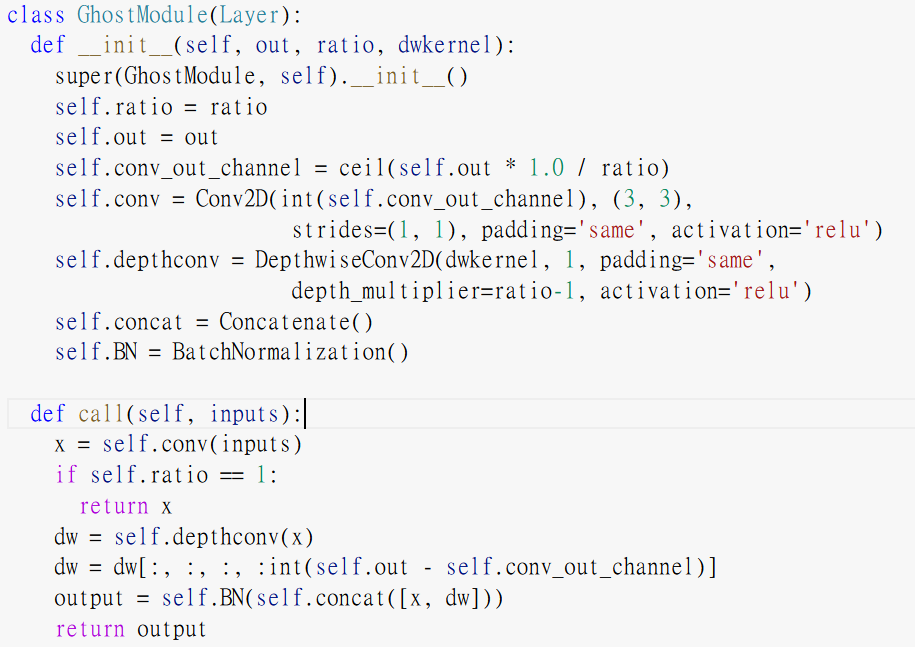 class GhostModule(Layer):
  def __init__(self, out, ratio, dwkernel):
    super(GhostModule, self).__init__()
    self.ratio = ratio
    self.out = out
    self.conv_out_channel = ceil(self.out * 1.0 / ratio)
    self.conv = Conv2D(int(self.conv_out_channel), (3, 3),
                        strides=(1, 1), padding='same', activation='relu')
    self.depthconv = DepthwiseConv2D(dwkernel, 1, padding='same',
                        depth_multiplier=ratio-1, activation='relu')
    self.concat = Concatenate()
    self.BN = BatchNormalization()
  def call(self, inputs):
    x = self.conv(inputs)
    if self.ratio == 1:
      return x
    dw = self.depthconv(x)
    dw = dw[:, :, :, :int(self.out - self.conv_out_channel)]
    output = self.BN(self.concat([x, dw]))
    return output